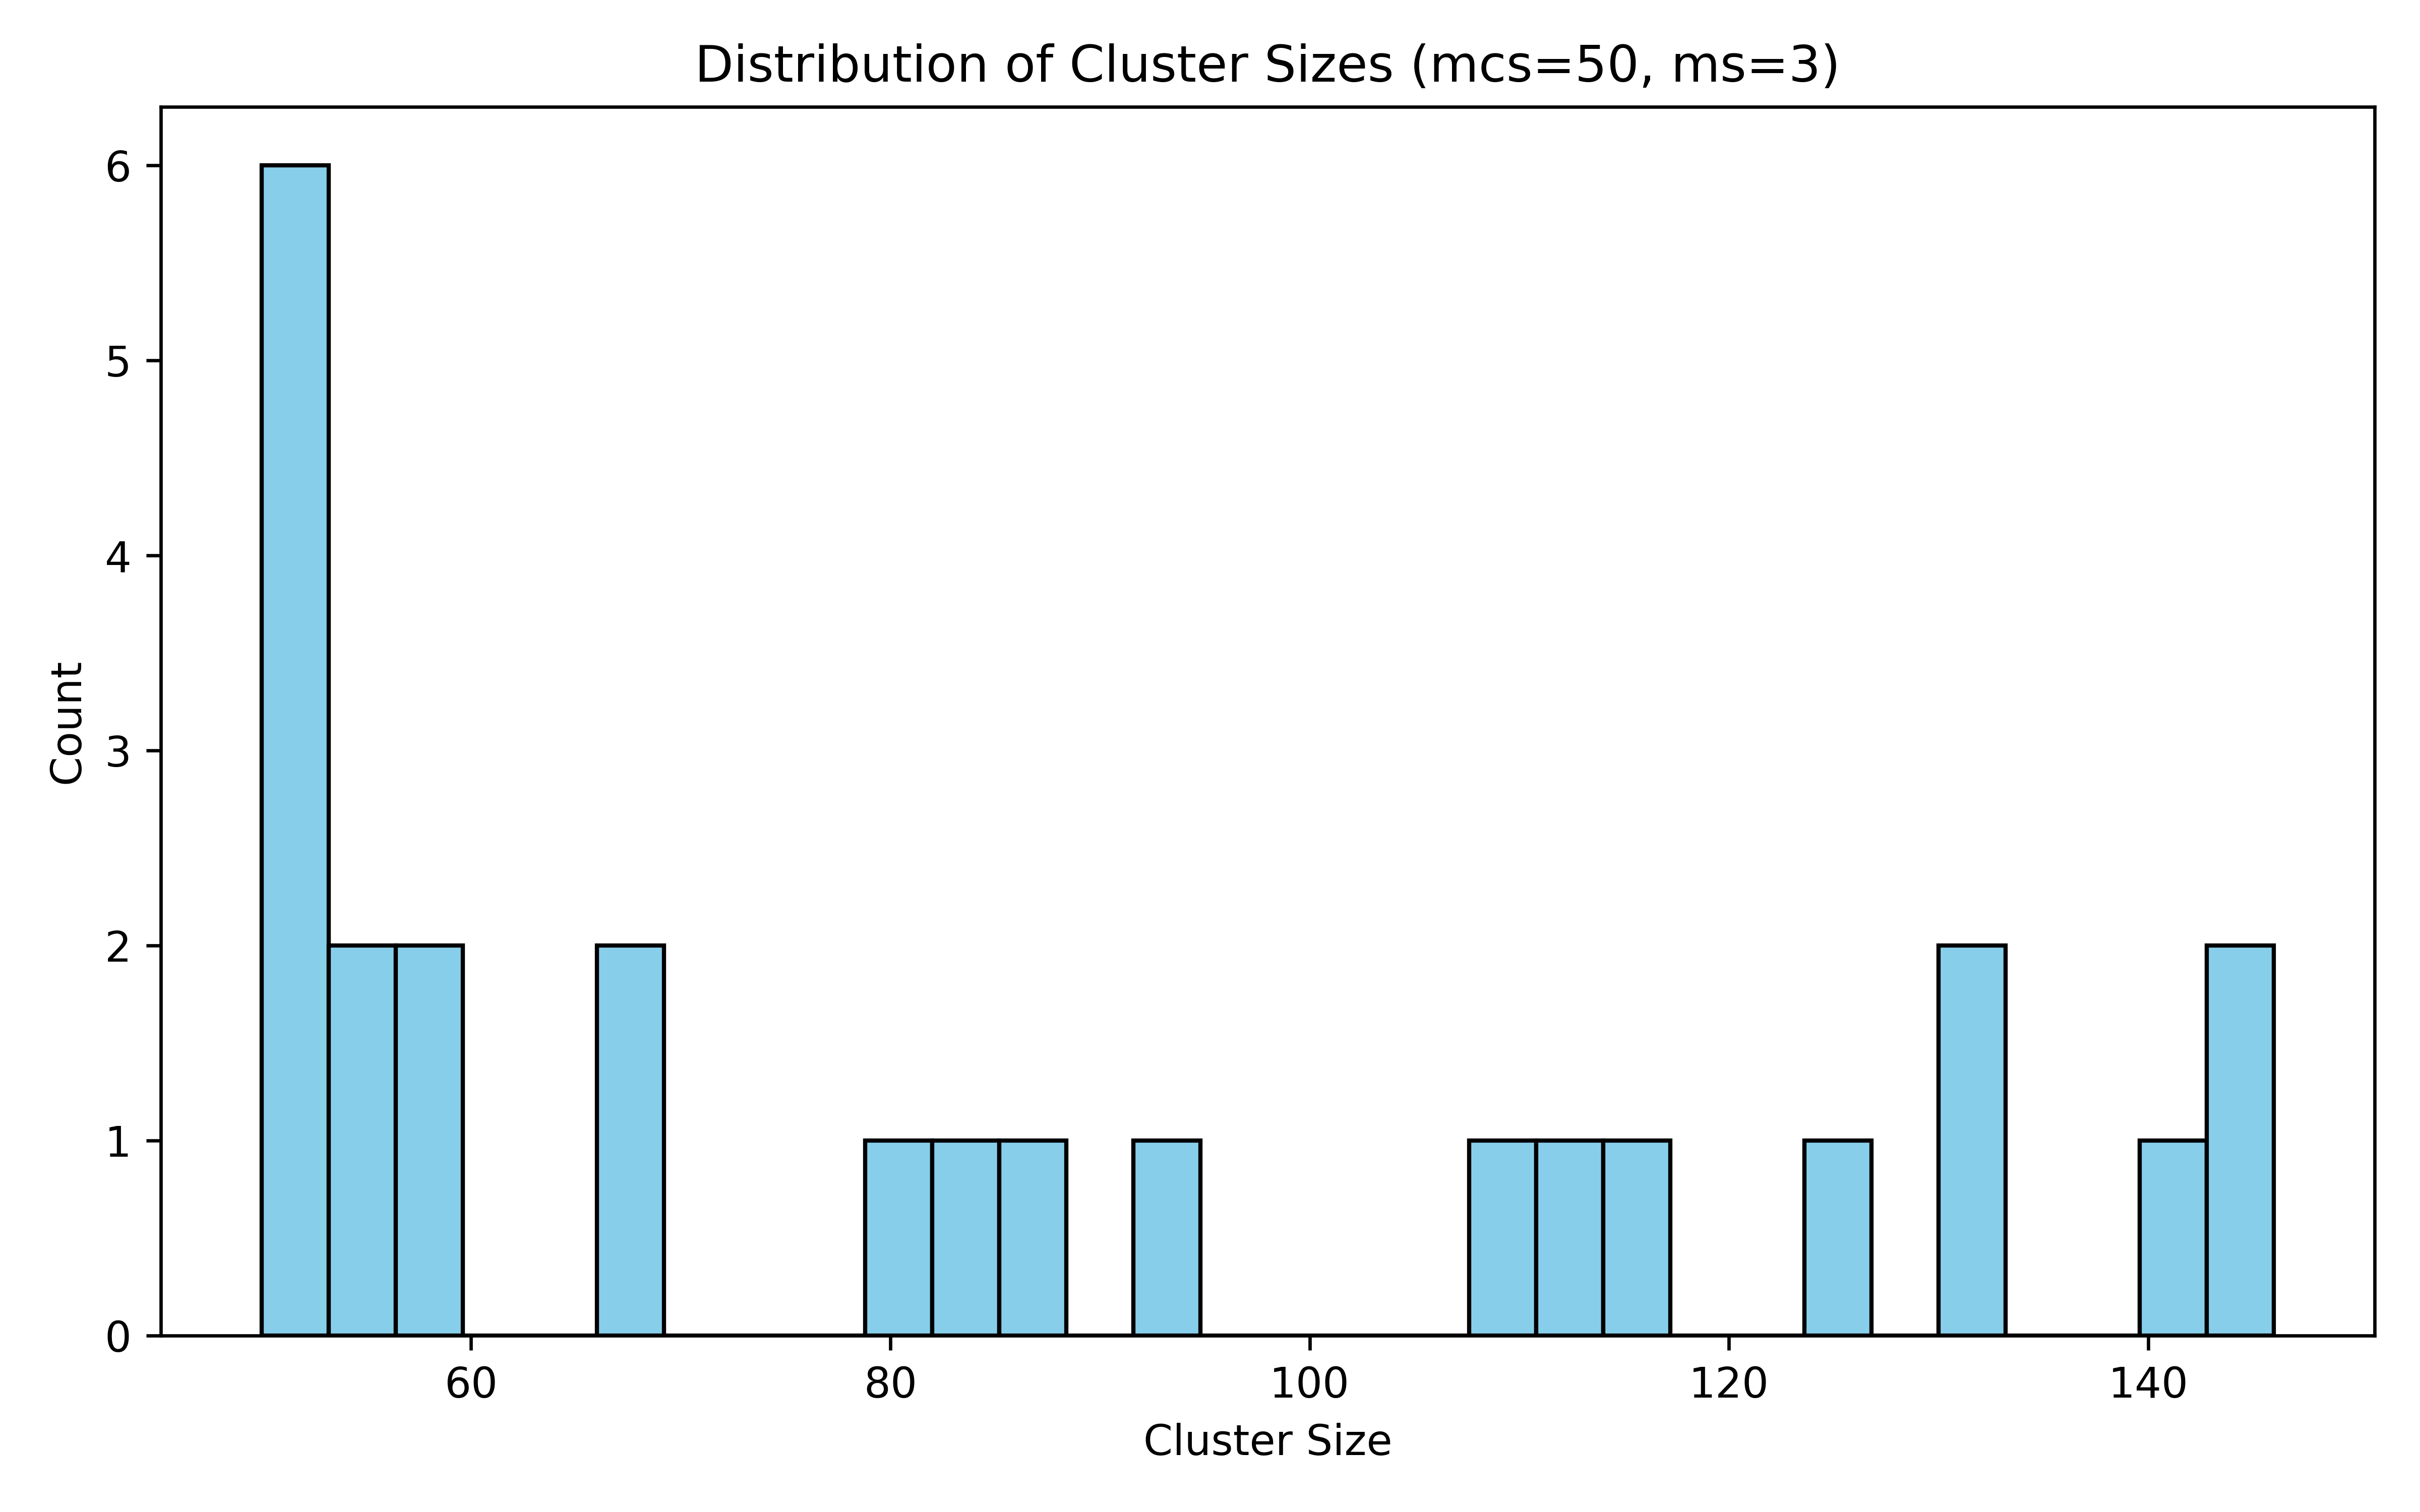 Distribution of Cluster Sizes (mcs=50, ms=3)
6
5
4
3
2
1
0
Count
60 80 100 120 140
Cluster Size